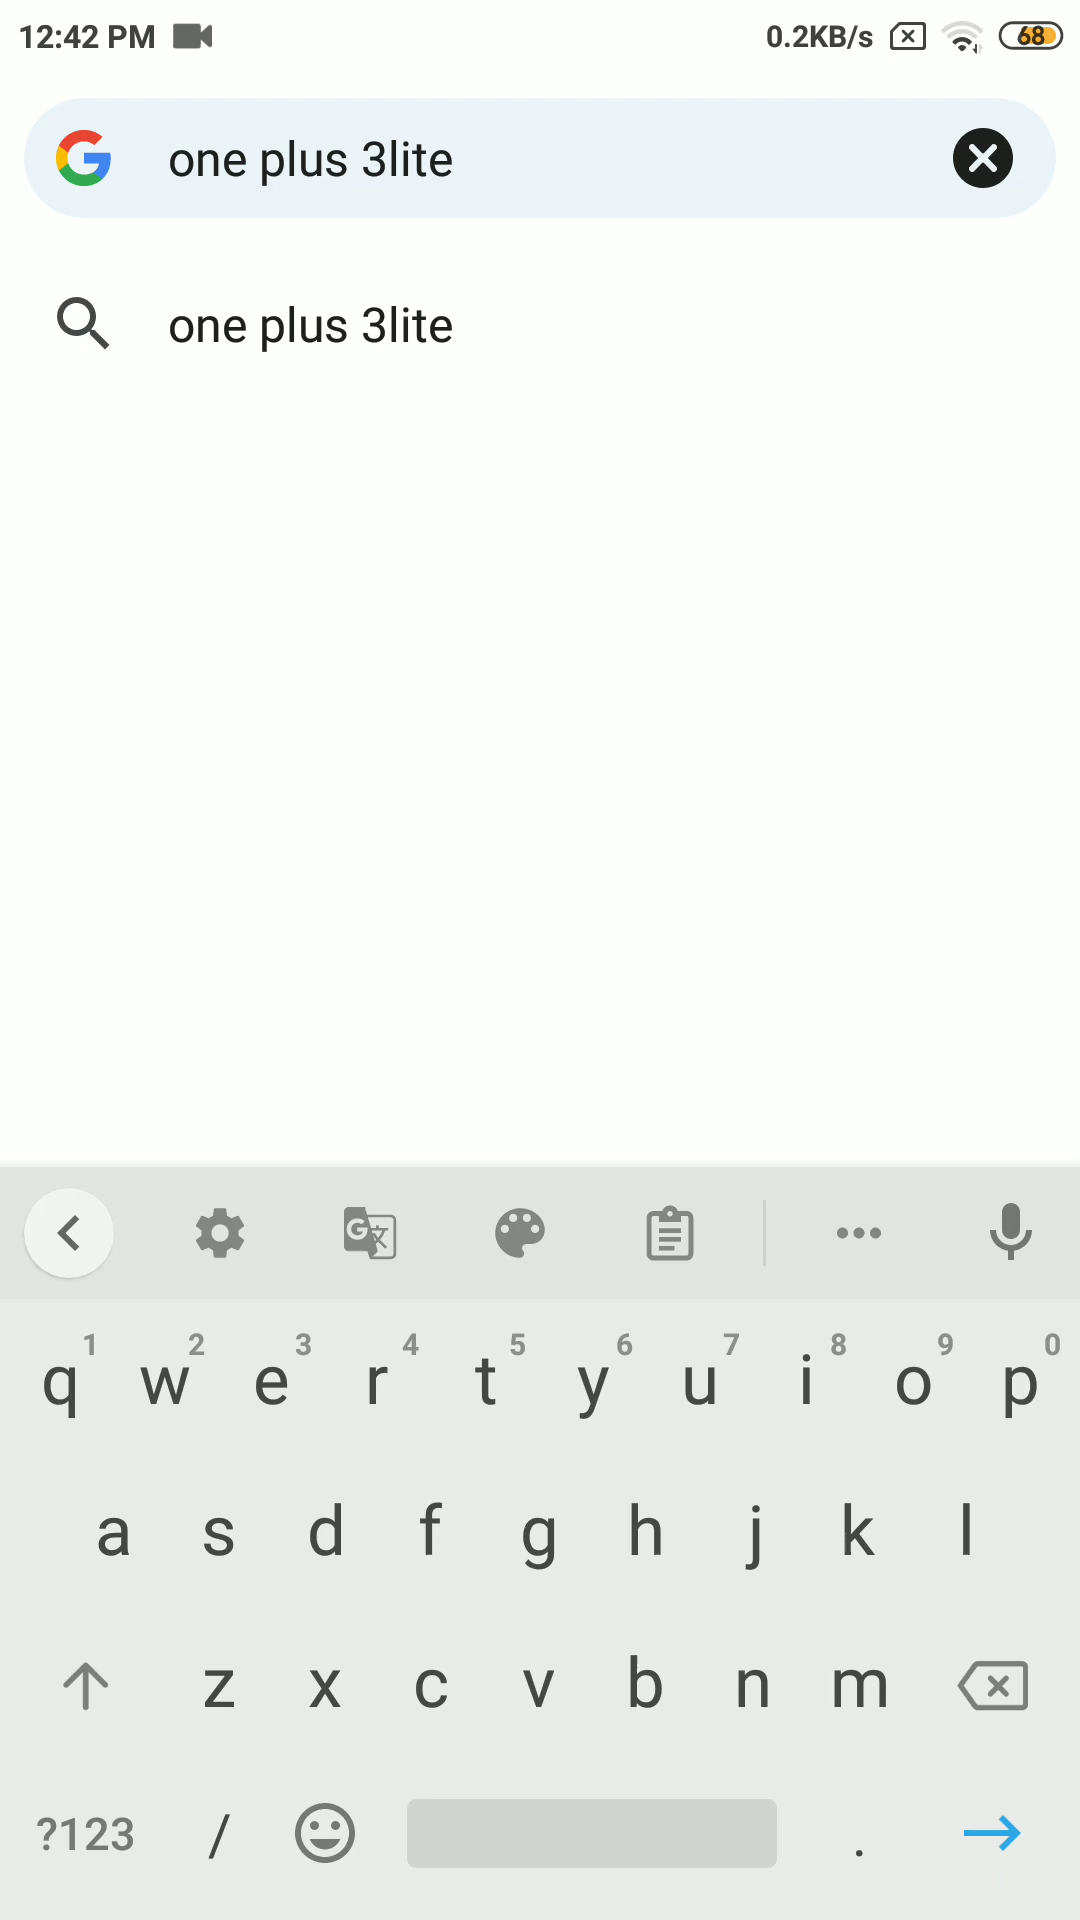 12:42 PM 0.2KB/s 68
one plus 3lite
one plus 3lite
1 2 3 4 5 6 7 8 9 0
q w e r t y u i o p
a s d f g h j k l
z x c v b n m
?123 / .